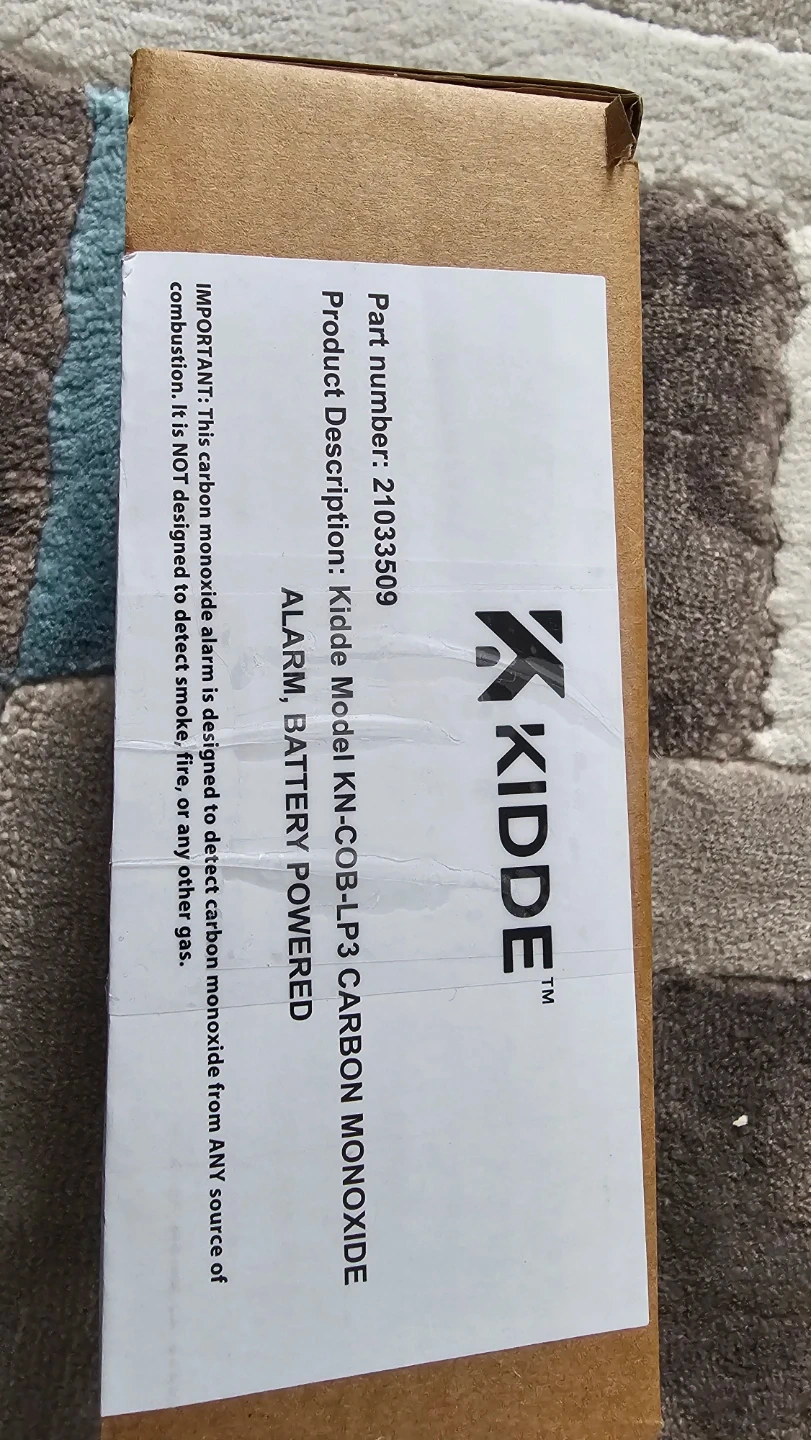 KIDDE™
Part number: 21033509
Product Description: Kidde Model KN-COB-LP3 CARBON MONOXIDE
ALARM, BATTERY POWERED
IMPORTANT: This carbon monoxide alarm is designed to detect carbon monoxide from ANY source of
combustion. It is NOT designed to detect smoke, fire, or any other gas.